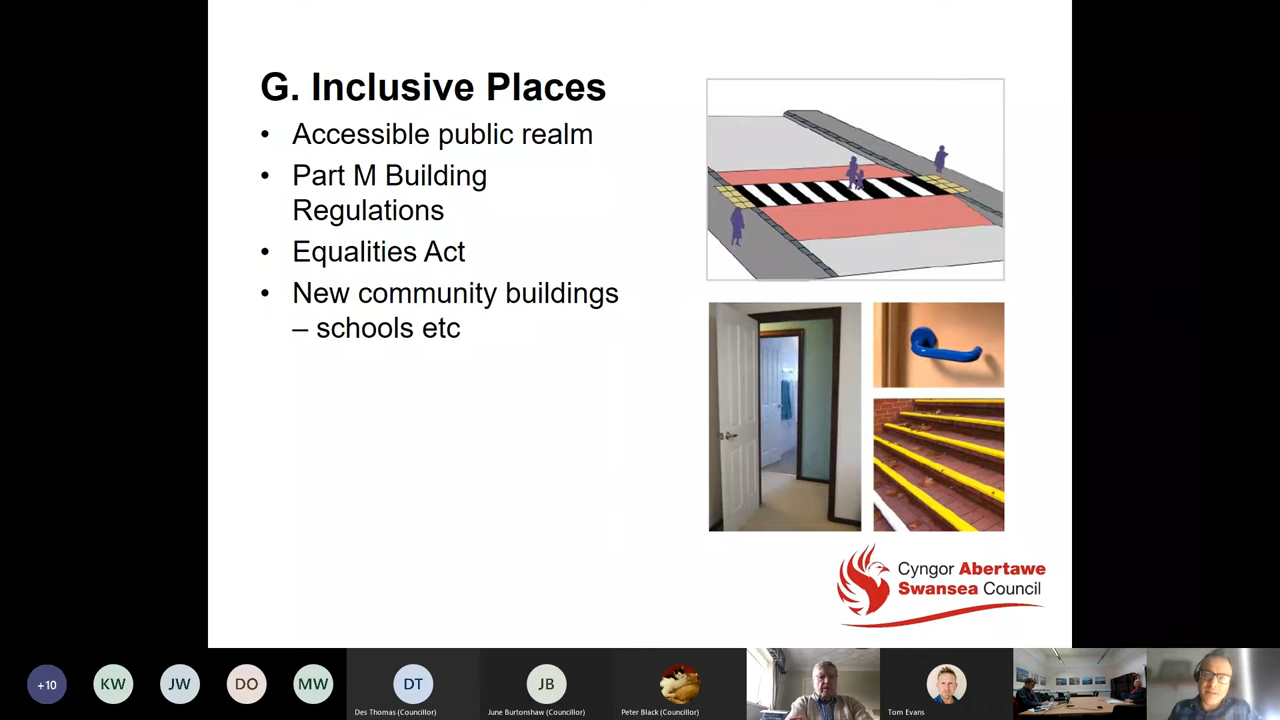 G. Inclusive Places
• Accessible public realm
• Part M Building
Regulations
• Equalities Act
• New community buildings
– schools etc
Cyngor Abertawe
Swansea Council
+10
KW
JW
DO
MW
DT
Des Thomas (Councillor)
JB
June Burtonshaw (Councillor)
Peter Black (Councillor)
Tom Evans